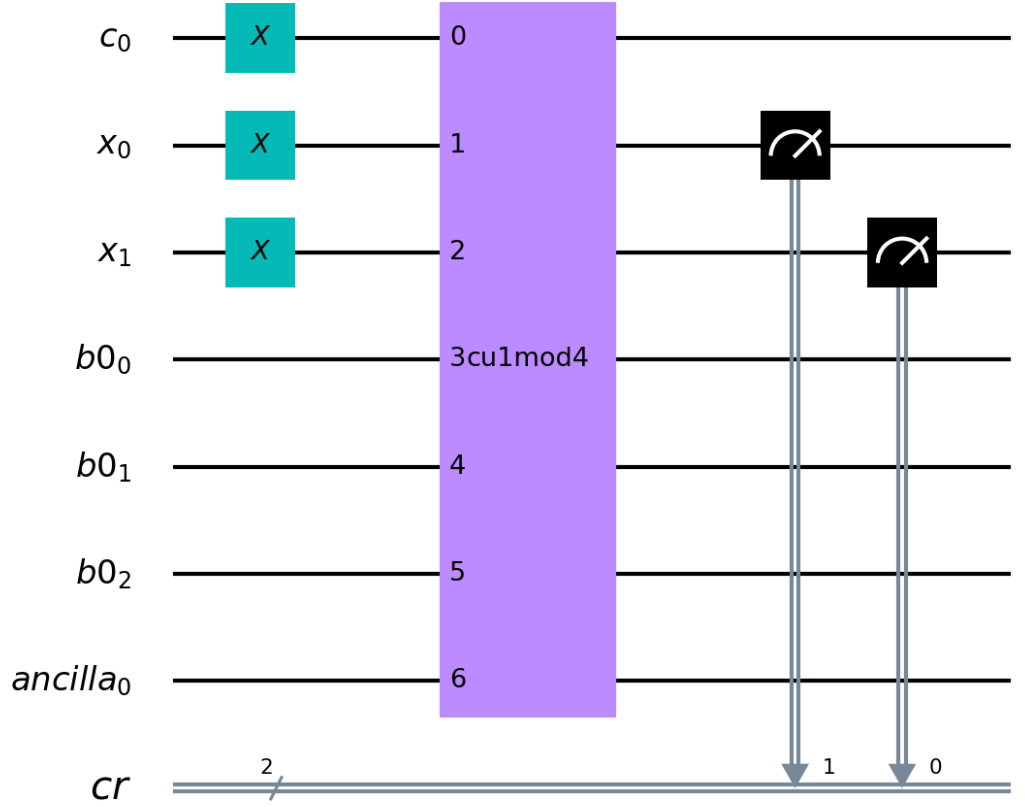 c₀ X 0
x₀ X 1
x₁ X 2
b0₀ 3cu1mod4
b0₁ 4
b0₂ 5
ancilla₀ 6
cr 2 1 0